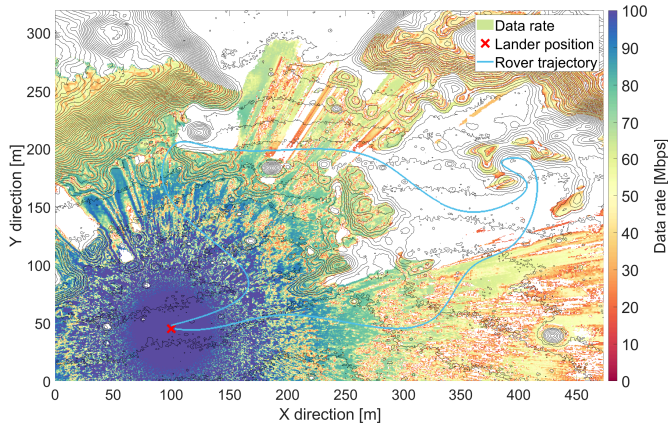 Data rate
Lander position
Rover trajectory
300
250
200
150
100
50
0
Y direction [m]
0 50 100 150 200 250 300 350 400 450
X direction [m]
100
90
80
70
60
50
40
30
20
10
0
Data rate [Mbps]